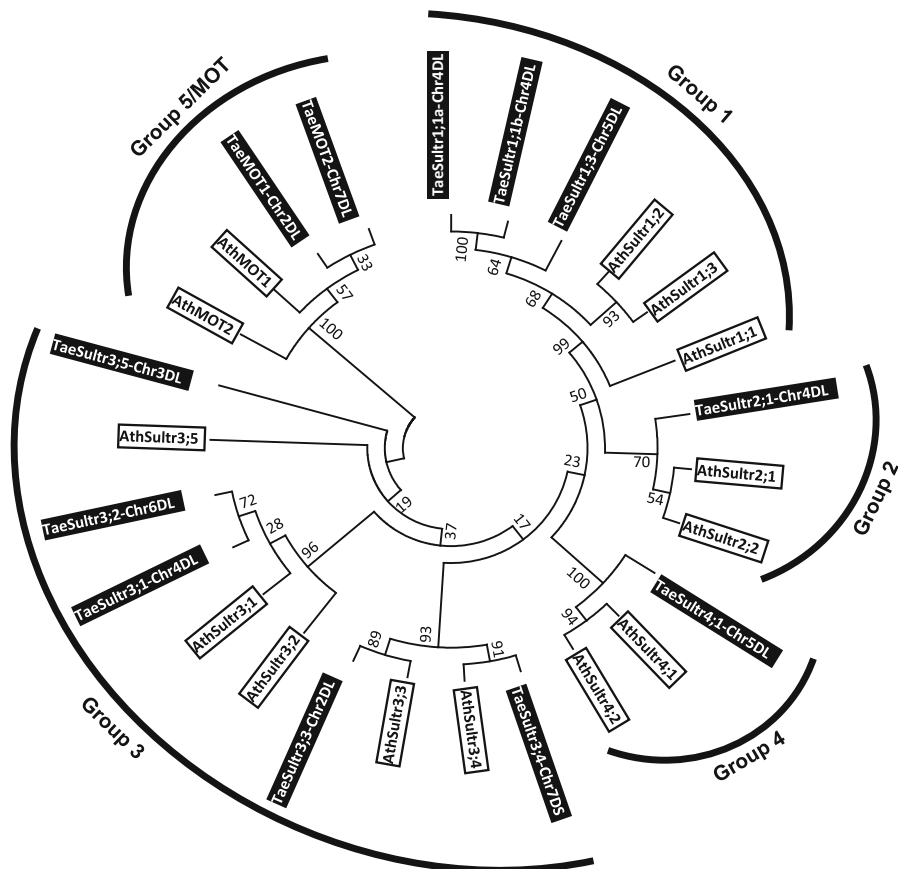 Group 1
TaeSultr1;1a-Chr4DL
TaeSultr1;1b-Chr4DL
TaeSultr1;3-Chr5DL
AthSultr1;2
AthSultr1;3
AthSultr1;1
100
64
68
93
99
50
Group 2
TaeSultr2;1-Chr4DL
AthSultr2;1
AthSultr2;2
70
54
23
17
Group 4
TaeSultr4;1-Chr5DL
AthSultr4;1
AthSultr4;2
100
94
Group 3
TaeSultr3;4-Chr7DS
AthSultr3;4
AthSultr3;3
TaeSultr3;3-Chr2DL
91
93
89
37
19
AthSultr3;2
AthSultr3;1
TaeSultr3;1-Chr4DL
TaeSultr3;2-Chr6DL
96
28
72
AthSultr3;5
TaeSultr3;5-Chr3DL
Group 5/MOT
AthMOT2
AthMOT1
TaeMOT1-Chr2DL
TaeMOT2-Chr7DL
100
57
33